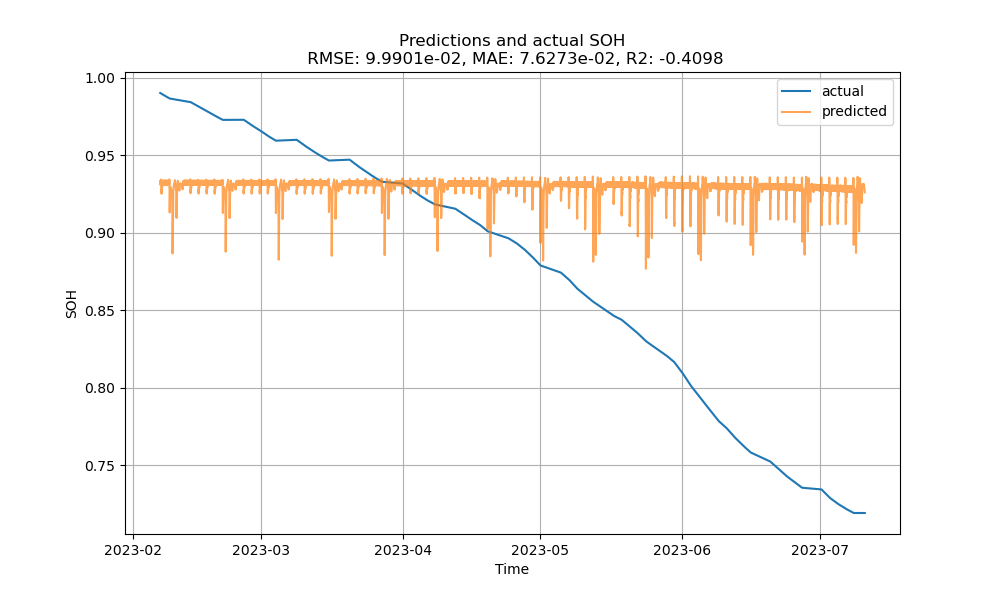 Predictions and actual SOH
RMSE: 9.9901e-02, MAE: 7.6273e-02, R2: -0.4098
actual
predicted
1.00
0.95
0.90
0.85
0.80
0.75
SOH
2023-02 2023-03 2023-04 2023-05 2023-06 2023-07
Time